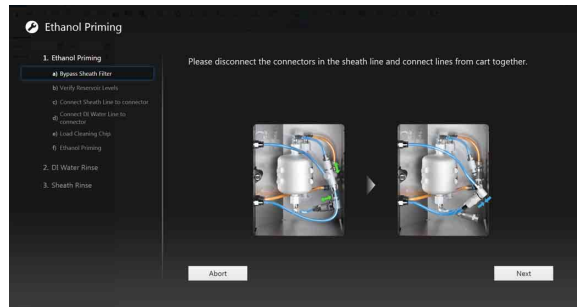 Ethanol Priming
1. Ethanol Priming
a) Bypass Sheath Filter
b) Verify Reservoir Levels
c) Connect Sheath Line to connector
d) Connect DI Water Line to
connector
e) Load Cleaning Chip
f) Ethanol Priming
2. DI Water Rinse
3. Sheath Rinse
Please disconnect the connectors in the sheath line and connect lines from cart together.
Abort
Next